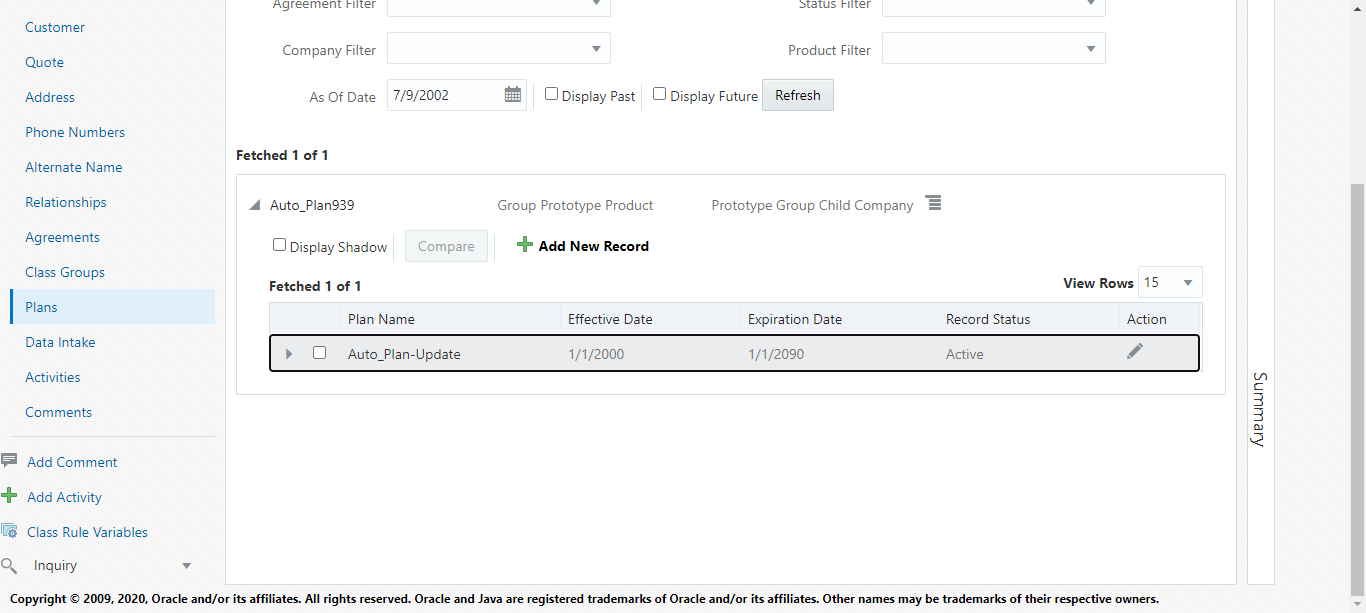 Customer
Quote
Address
Phone Numbers
Alternate Name
Relationships
Agreements
Class Groups
Plans
Data Intake
Activities
Comments
Add Comment
Add Activity
Class Rule Variables
Inquiry
Agreement Filter
Status Filter
Company Filter
Product Filter
As Of Date 7/9/2002 Display Past Display Future Refresh
Fetched 1 of 1
Auto_Plan939 Group Prototype Product Prototype Group Child Company
Display Shadow Compare Add New Record
Fetched 1 of 1 View Rows 15
Plan Name Effective Date Expiration Date Record Status Action
Auto_Plan-Update 1/1/2000 1/1/2090 Active
Summary
Copyright © 2009, 2020, Oracle and/or its affiliates. All rights reserved. Oracle and Java are registered trademarks of Oracle and/or its affiliates. Other names may be trademarks of their respective owners.